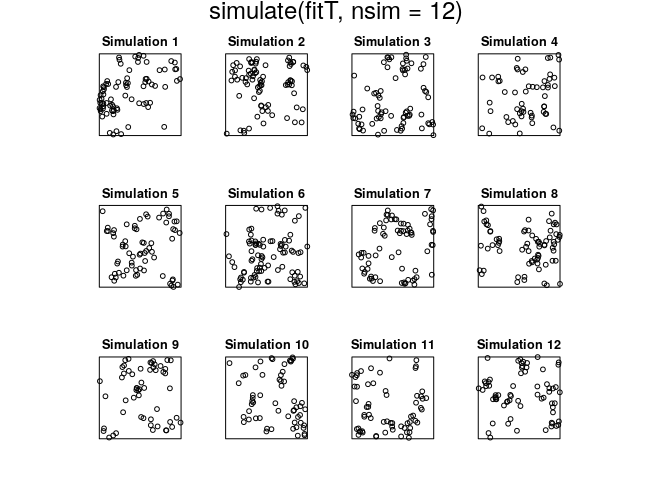 simulate(fitT, nsim = 12)
Simulation 1
Simulation 2
Simulation 3
Simulation 4
Simulation 5
Simulation 6
Simulation 7
Simulation 8
Simulation 9
Simulation 10
Simulation 11
Simulation 12